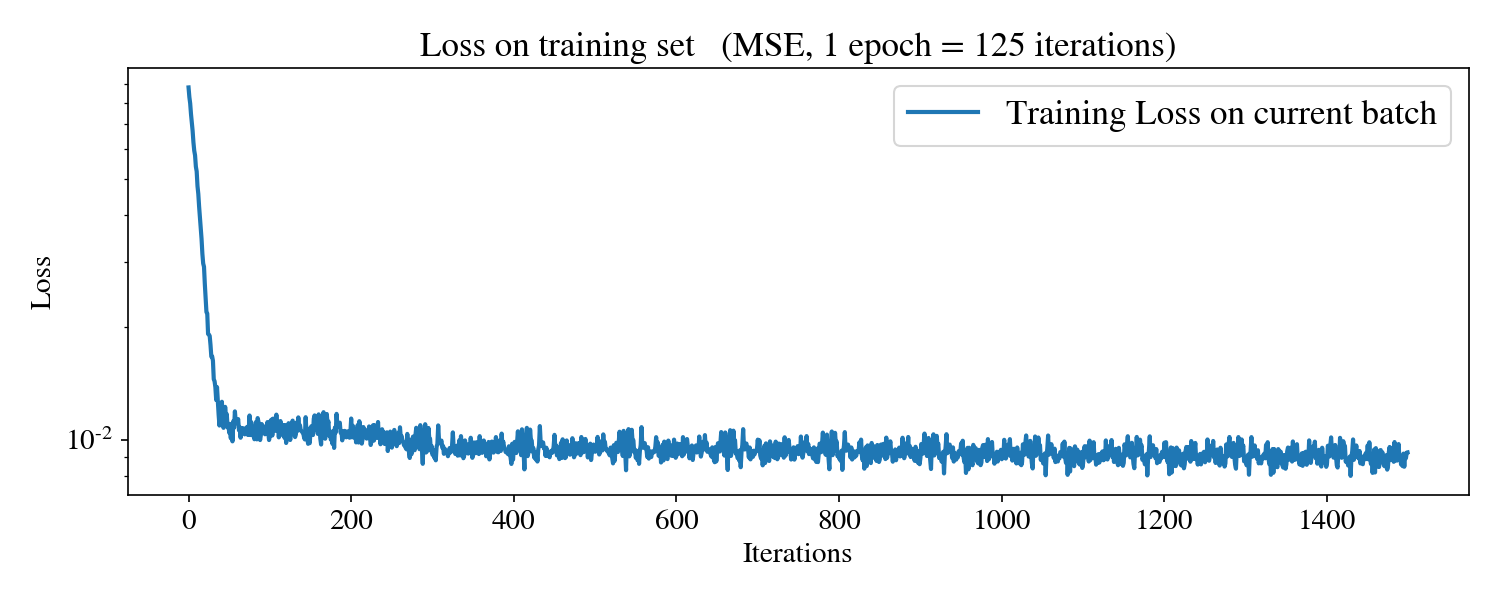 Loss on training set (MSE, 1 epoch = 125 iterations)
Training Loss on current batch
Loss
10⁻²
0 200 400 600 800 1000 1200 1400
Iterations